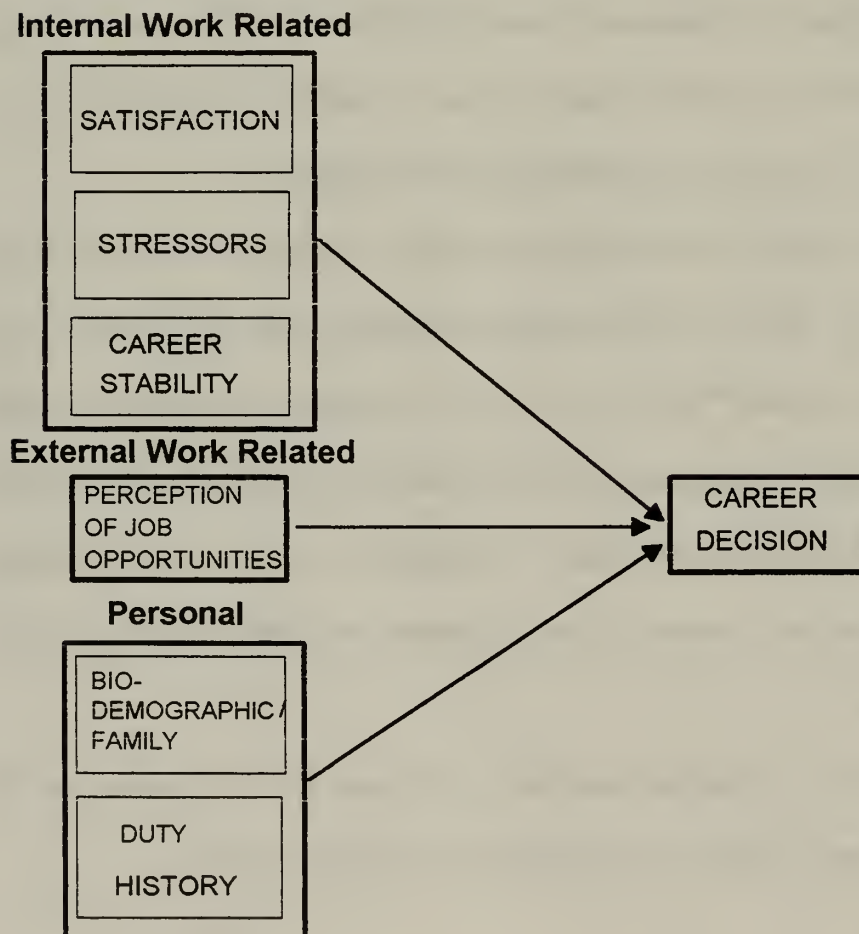 Internal Work Related
SATISFACTION
STRESSORS
CAREER
STABILITY
External Work Related
PERCEPTION
OF JOB
OPPORTUNITIES
CAREER
DECISION
Personal
BIO-
DEMOGRAPHIC /
FAMILY
DUTY
HISTORY